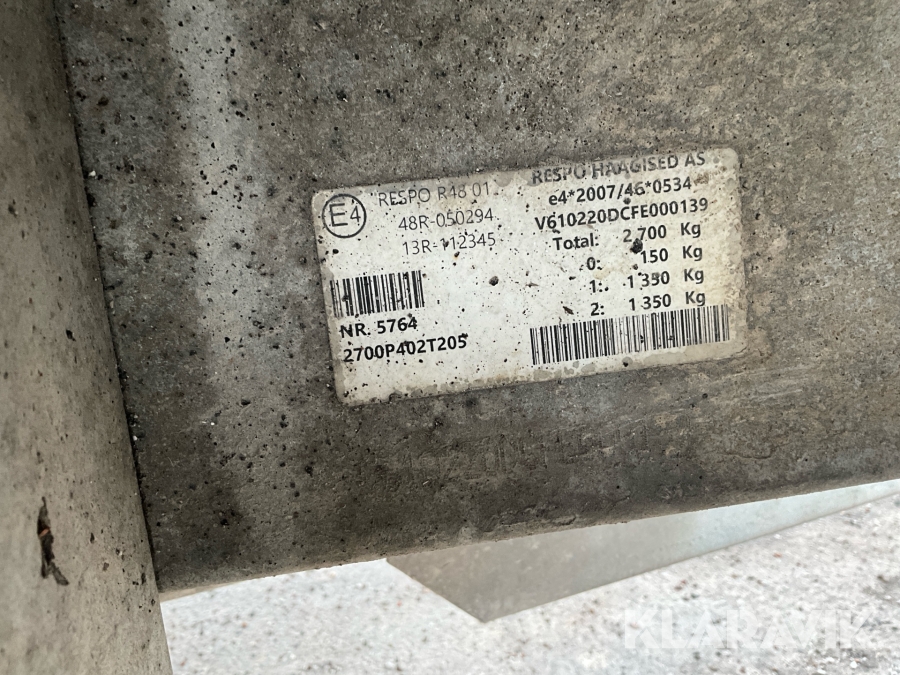 E4
RESPO R48 01
48R-050294
13R-112345
NR. 5764
2700P402T205
RESPO HAAGISED AS
e4*2007/46*0534*
V610220DCFE000139
Total: 2 700 Kg
0: 150 Kg
1: 1 350 Kg
2: 1 350 Kg
KLARAVIK